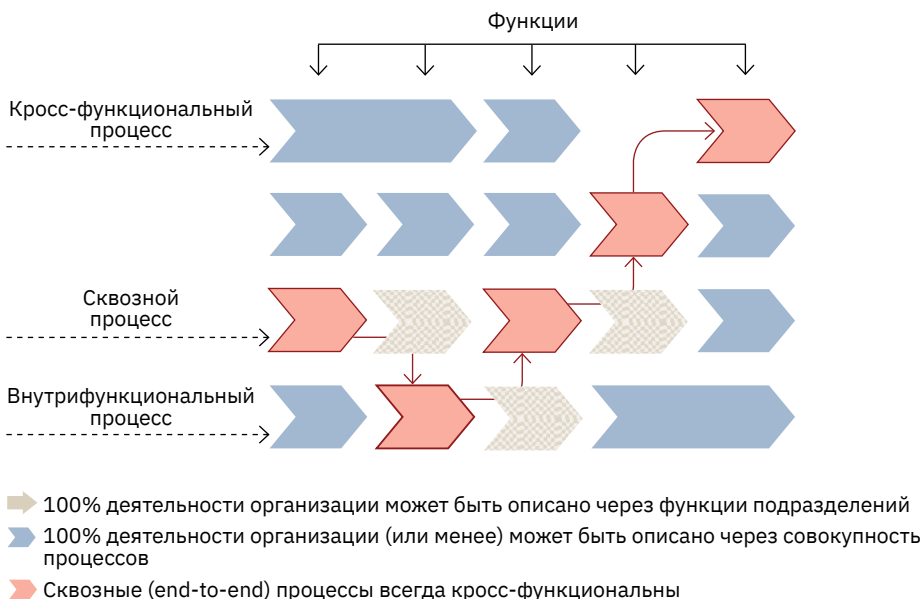 Функции
Кросс-функциональный
процесс
Сквозной
процесс
Внутрифункциональный
процесс
100% деятельности организации может быть описано через функции подразделений
100% деятельности организации (или менее) может быть описано через совокупность
процессов
Сквозные (end-to-end) процессы всегда кросс-функциональны